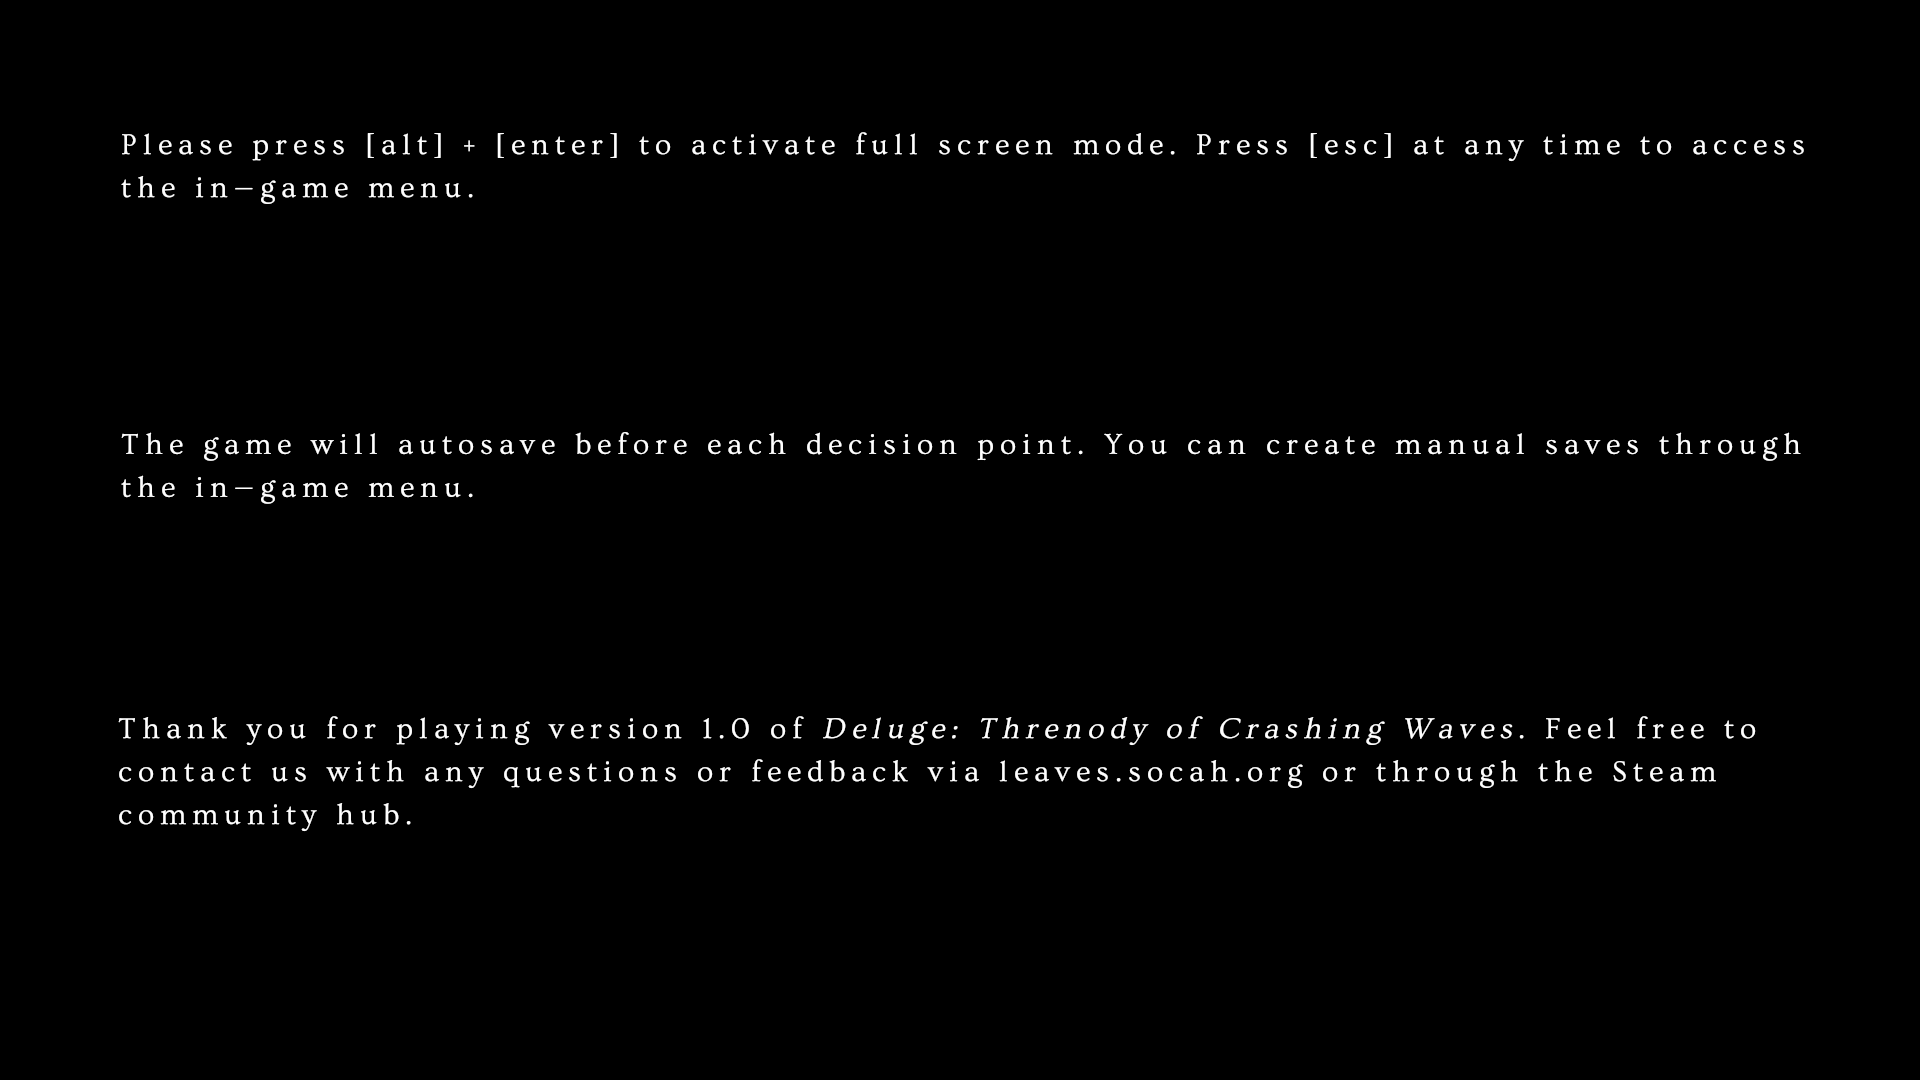 Please press [alt] + [enter] to activate full screen mode. Press [esc] at any time to access
the in—game menu.
The game will autosave before each decision point. You can create manual saves through
the in—game menu.
Thank you for playing version 1.0 of Deluge: Threnody of Crashing Waves. Feel free to
contact us with any questions or feedback via leaves.socah.org or through the Steam
community hub.